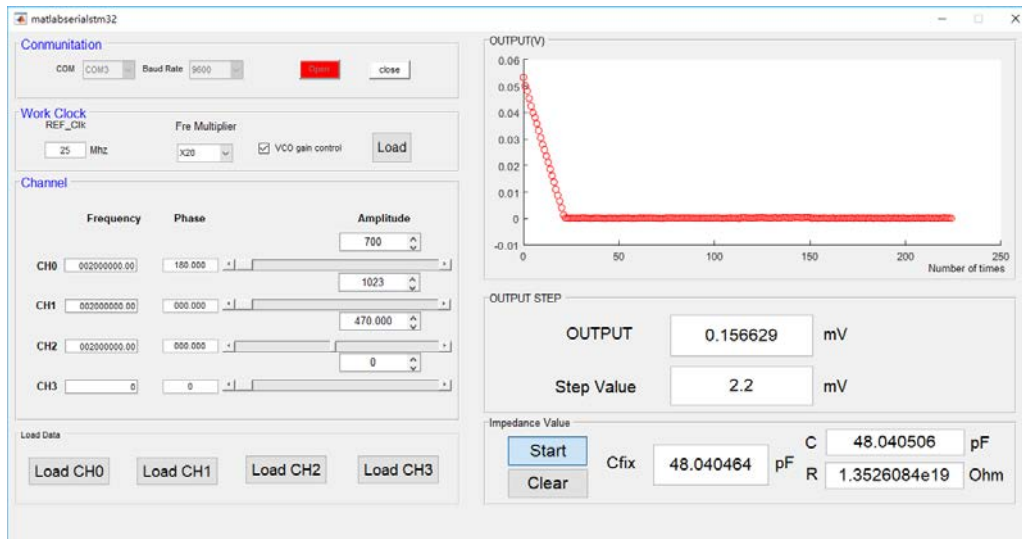 matlabserialstm32
Conmunitation
COM COM3 Baud Rate 9600 Open close
Work Clock
REF_Clk Fre Multiplier
25 Mhz X20 VCO gain control Load
Channel
Frequency Phase Amplitude
700
CH0 002000000.00 180.000
1023
CH1 002000000.00 000.000
470.000
CH2 002000000.00 000.000
0
CH3 0 0
Load Data
Load CH0 Load CH1 Load CH2 Load CH3
OUTPUT(V)
0.06
0.05
0.04
0.03
0.02
0.01
0
-0.01
0 50 100 150 200 250
Number of times
OUTPUT STEP
OUTPUT 0.156629 mV
Step Value 2.2 mV
Impedance Value
Start
Clear
Cfix 48.040464 pF
C 48.040506 pF
R 1.3526084e19 Ohm